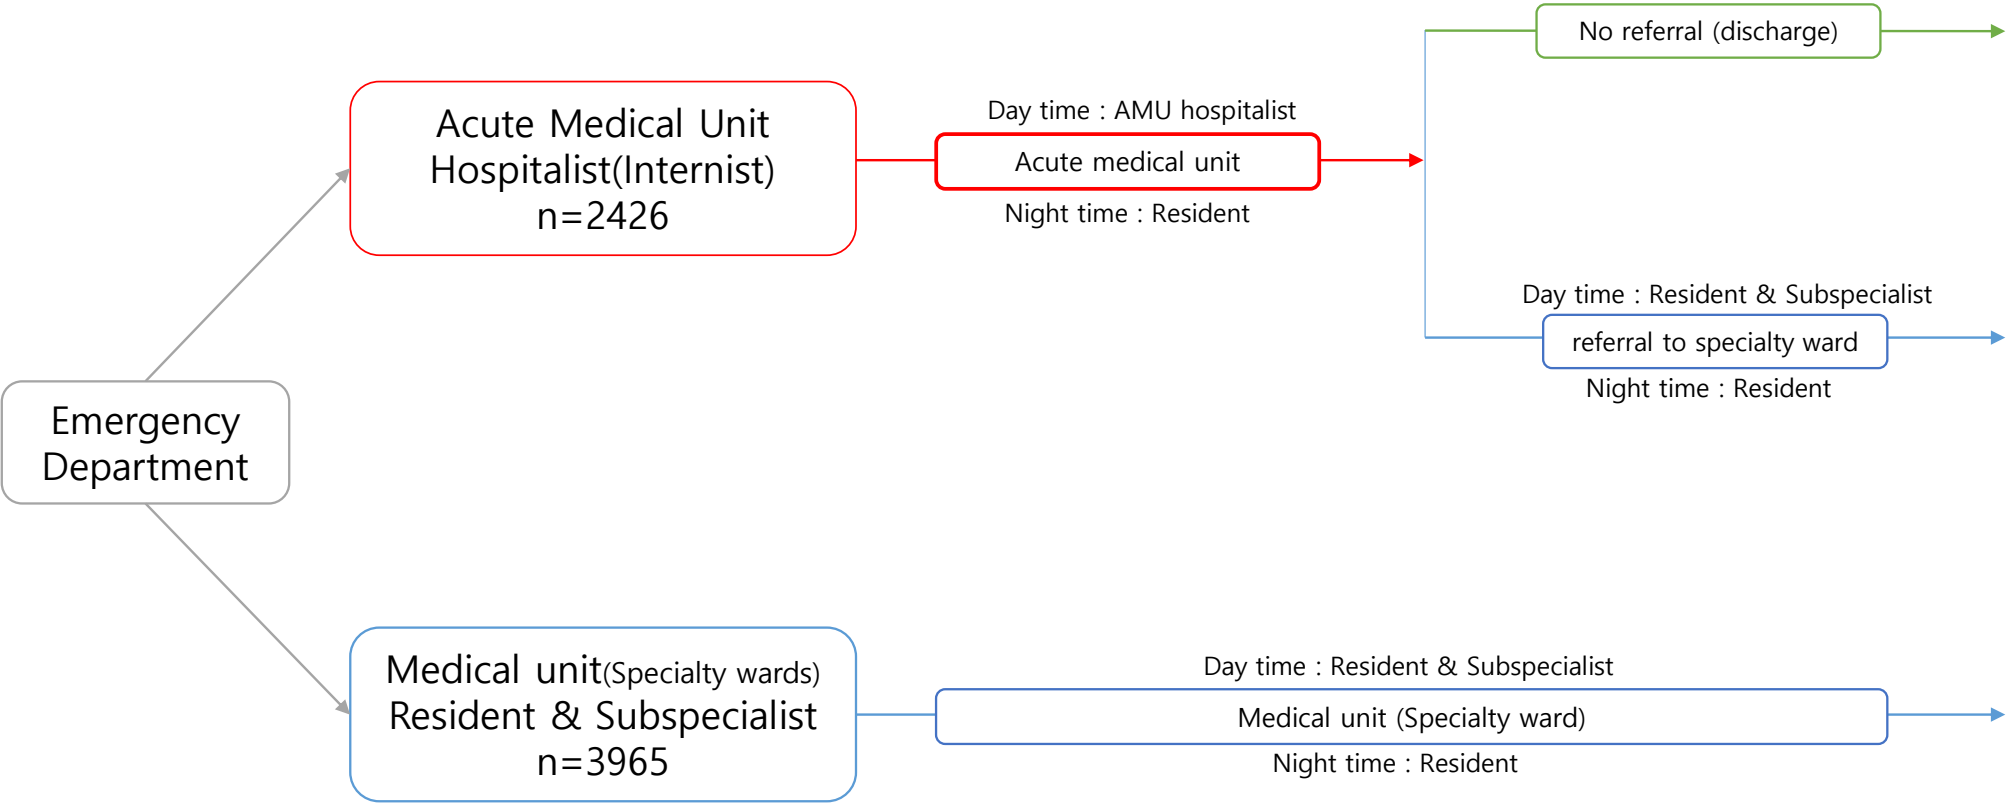 Emergency
Department
Acute Medical Unit
Hospitalist(Internist)
n=2426
Day time : AMU hospitalist
Acute medical unit
Night time : Resident
No referral (discharge)
Day time : Resident & Subspecialist
referral to specialty ward
Night time : Resident
Medical unit(Specialty wards)
Resident & Subspecialist
n=3965
Day time : Resident & Subspecialist
Medical unit (Specialty ward)
Night time : Resident